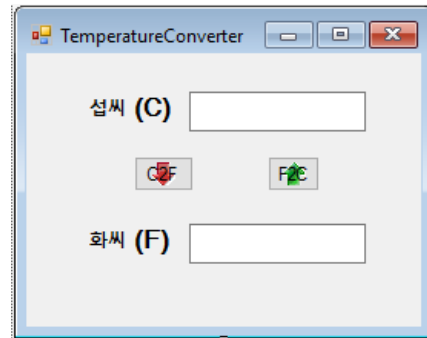 TemperatureConverter
섭씨 (C)
C2F F2C
화씨 (F)